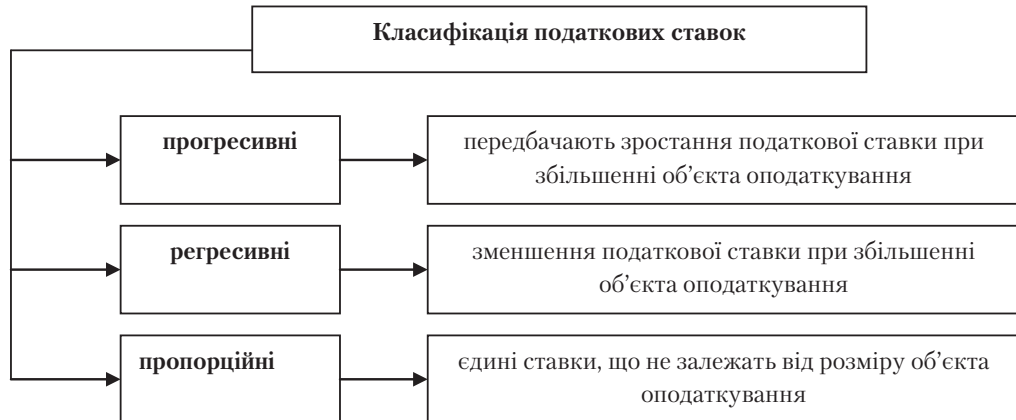 Класифікація податкових ставок
прогресивні
передбачають зростання податкової ставки при
збільшенні об’єкта оподаткування
регресивні
зменшення податкової ставки при збільшенні
об’єкта оподаткування
пропорційні
єдині ставки, що не залежать від розміру об’єкта
оподаткування